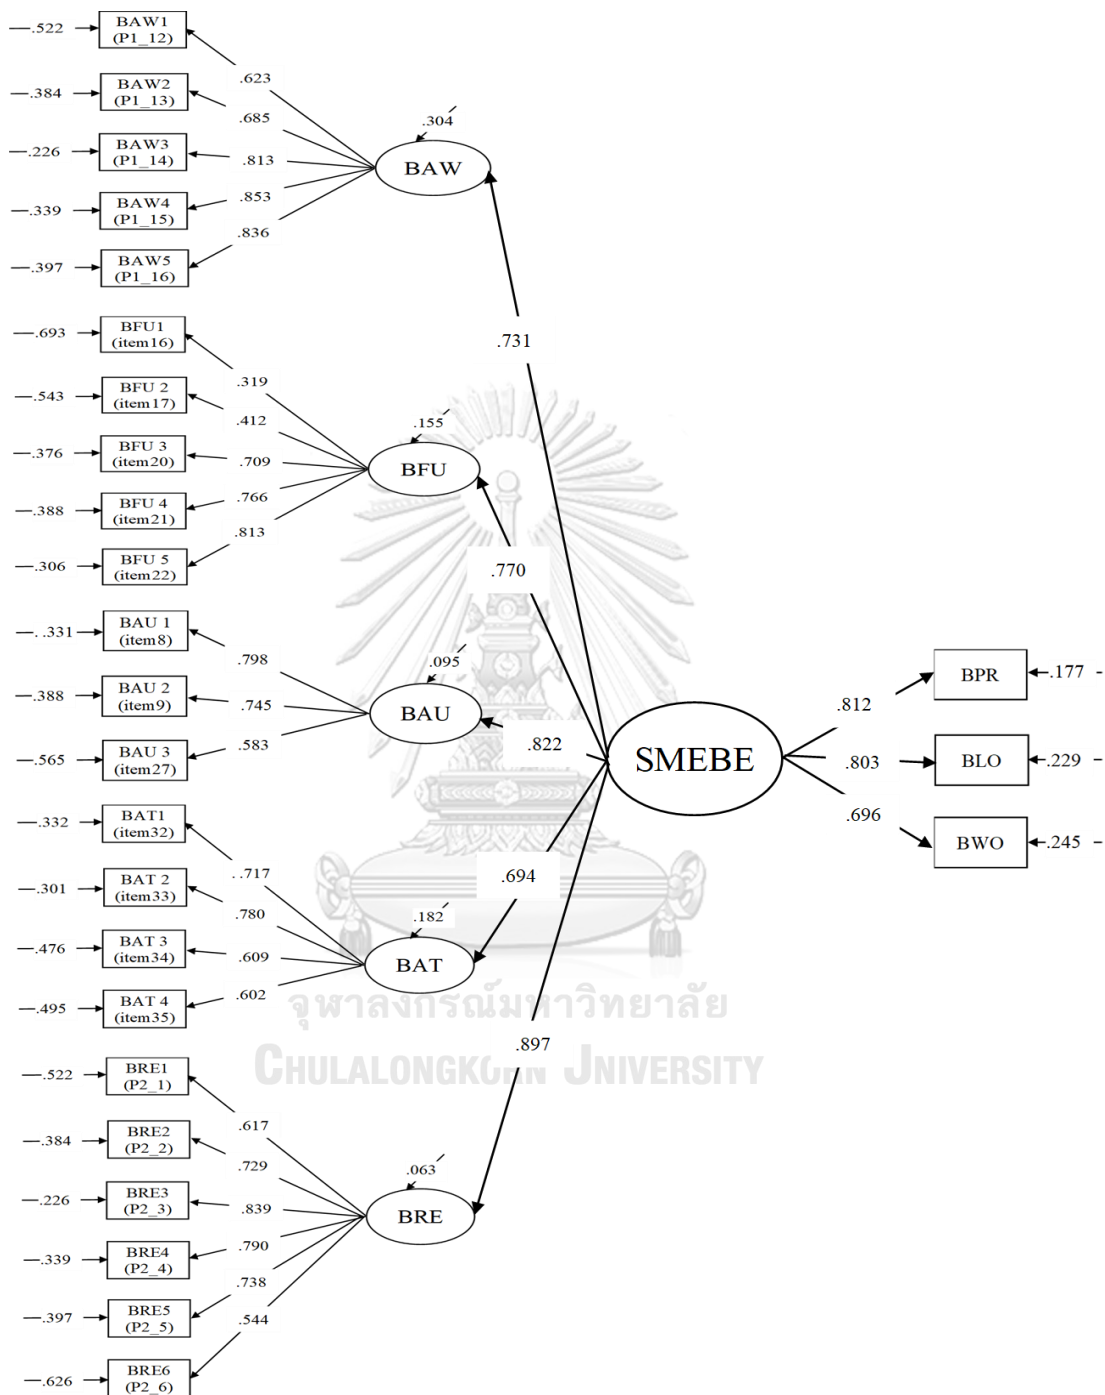 .522
BAW1
(P1_12)
.623
.384
BAW2
(P1_13)
.685
.304
.226
BAW3
(P1_14)
.813
BAW
.339
BAW4
(P1_15)
.853
.836
.397
BAW5
(P1_16)
.731
.693
BFU1
(item16)
.319
.543
BFU 2
(item17)
.412
.155
.376
BFU 3
(item20)
.709
BFU
.388
BFU 4
(item21)
.766
.813
.306
BFU 5
(item22)
.770
. .331
BAU 1
(item8)
.798
.095
.388
BAU 2
(item9)
.745
BAU
.583
.565
BAU 3
(item27)
.822
SMEBE
.812
BPR
.177
.803
BLO
.229
.696
BWO
.245
.332
BAT1
(item32)
.717
.694
.301
BAT 2
(item33)
.780
.182
.476
BAT 3
(item34)
.609
BAT
.602
.495
BAT 4
(item35)
จุฬาลงกรณ์มหาวิทยาลัย
.897
CHULALONGKORN UNIVERSITY
.522
BRE1
(P2_1)
.617
.384
BRE2
(P2_2)
.729
.063
.226
BRE3
(P2_3)
.839
BRE
.339
BRE4
(P2_4)
.790
.738
.397
BRE5
(P2_5)
.544
.626
BRE6
(P2_6)